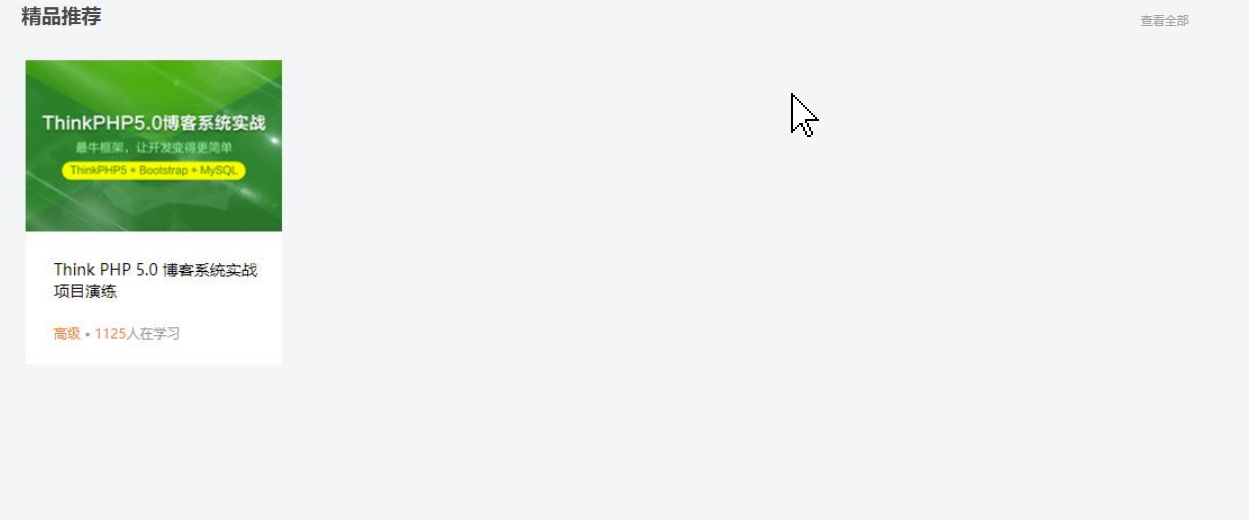 精品推荐
查看全部
ThinkPHP5.0博客系统实战
最牛框架，让开发变得更简单
ThinkPHP5 + Bootstrap + MySQL
Think PHP 5.0 博客系统实战
项目演练
高级 • 1125人在学习